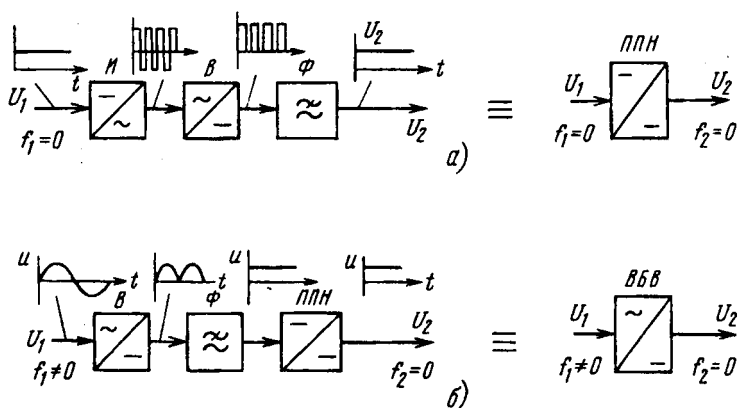 U₂
И В Ф
t t
U₁ U₂
f₁=0
≡
ППН
U₁ U₂
f₁=0 f₂=0
а)
u t t u u t
В Ф ППН
U₁ U₂
f₁≠0 f₂=0
≡
ВБВ
U₁ U₂
f₁≠0 f₂=0
б)